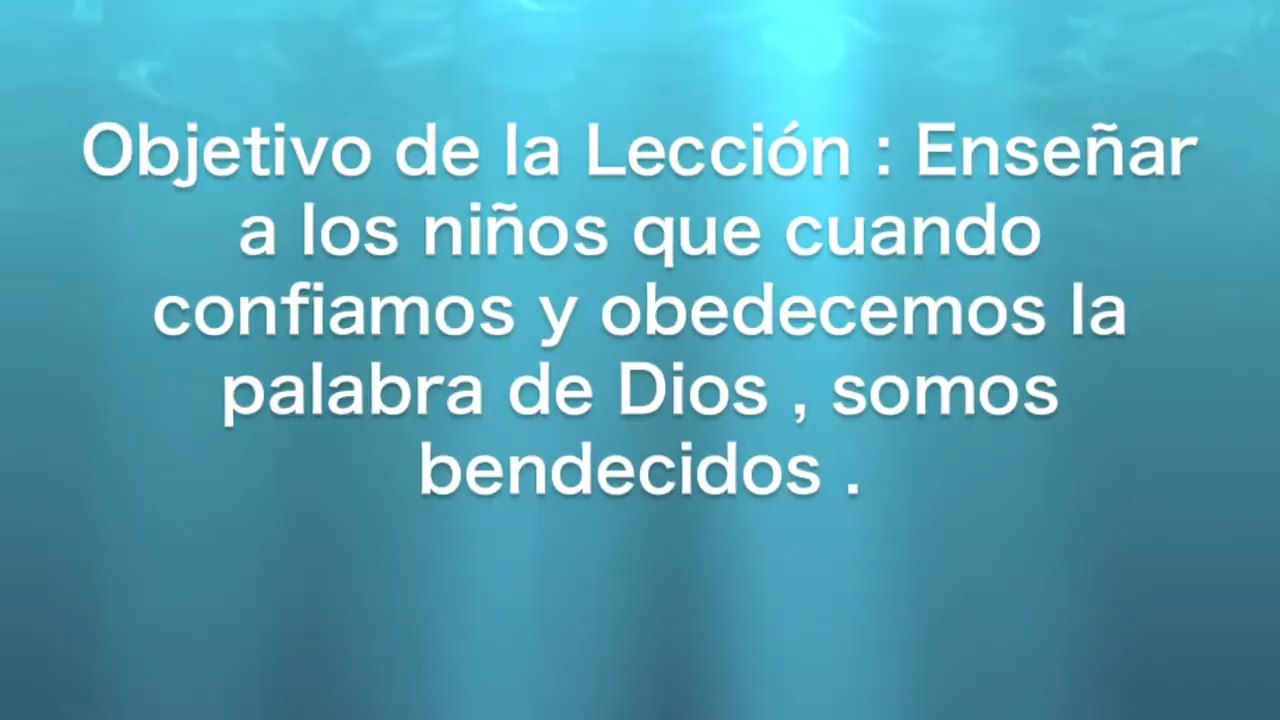 Objetivo de la Lección : Enseñar
a los niños que cuando
confiamos y obedecemos la
palabra de Dios , somos
bendecidos .